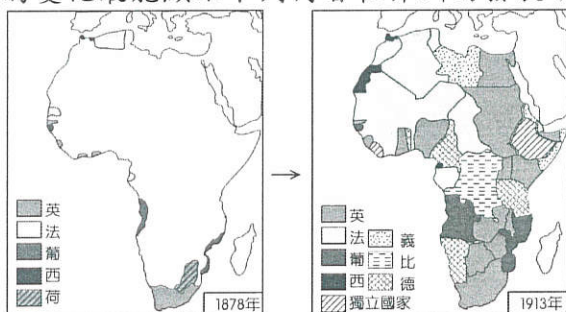 英
法
葡
西
荷
1878年
→
英
法
葡
西
獨立國家
義
比
德
1913年